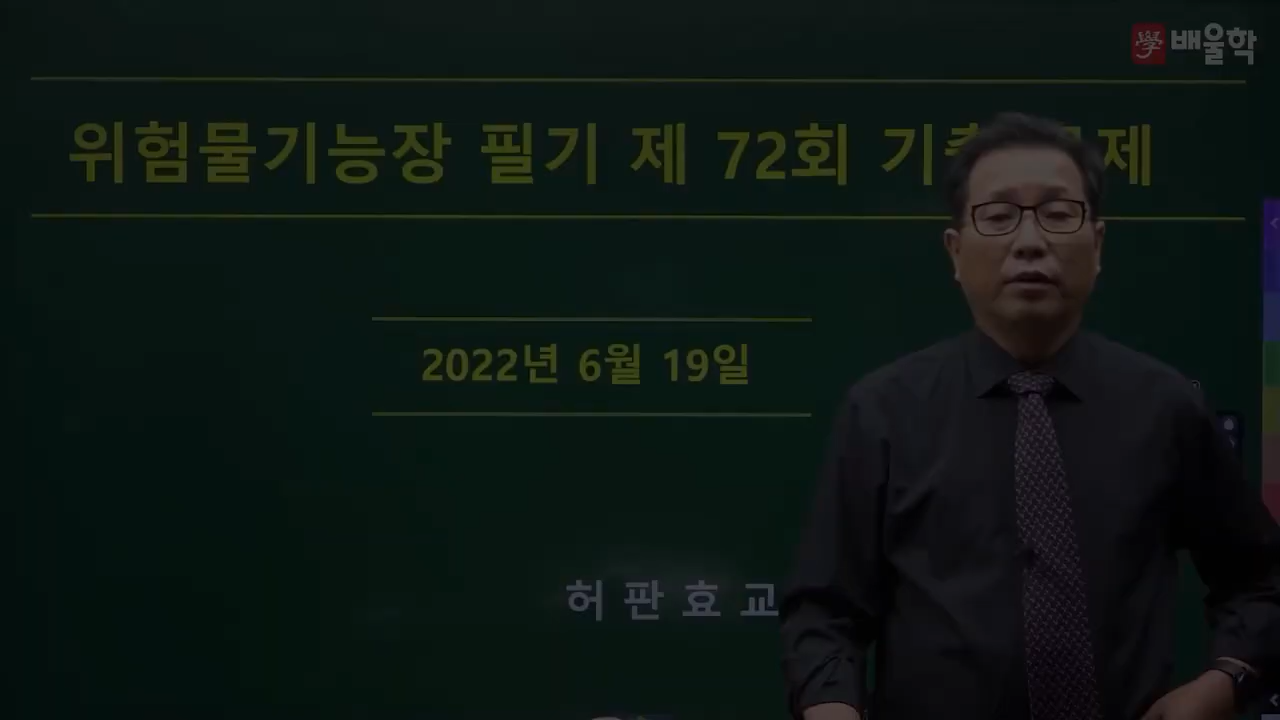 學 배울학
위험물기능장 필기 제 72회 제
2022년 6월 19일
허 판 효 교